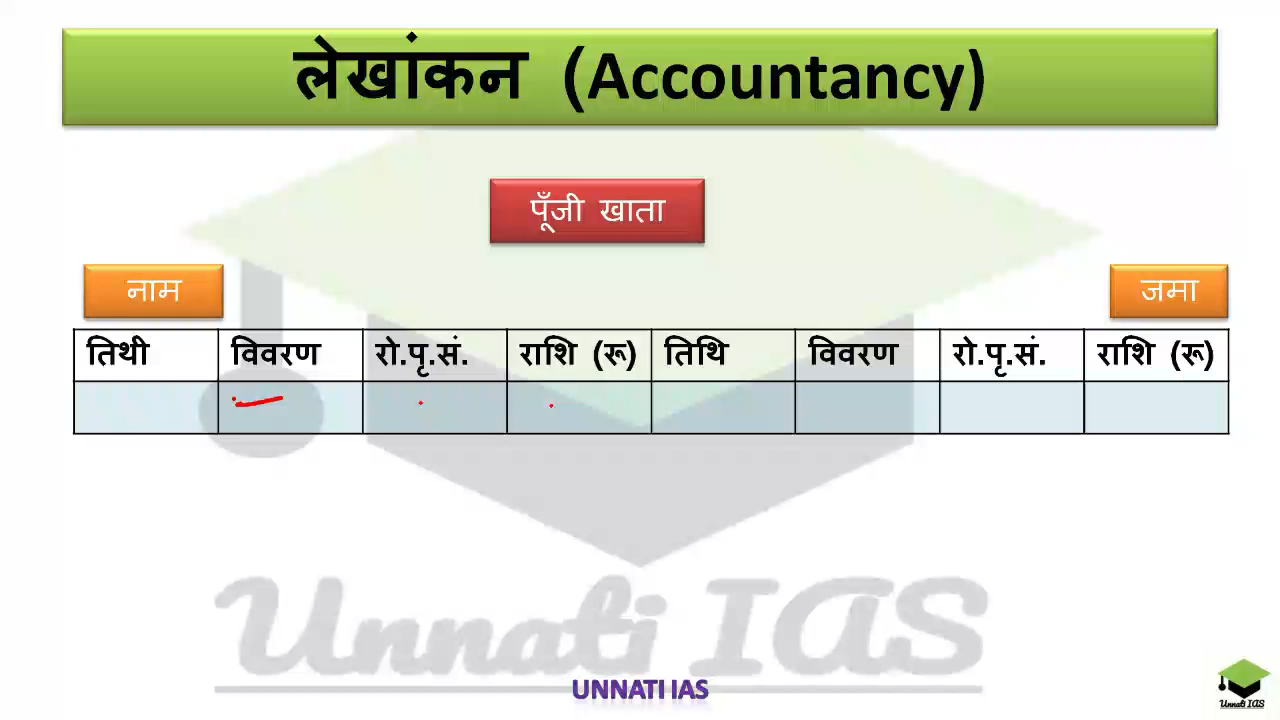 लेखांकन (Accountancy)
पूँजी खाता
नाम
जमा
तिथी विवरण रो.पृ.सं. राशि (रू) तिथि विवरण रो.पृ.सं. राशि (रू)
Unnati IAS
UNNATI IAS
Unnati IAS